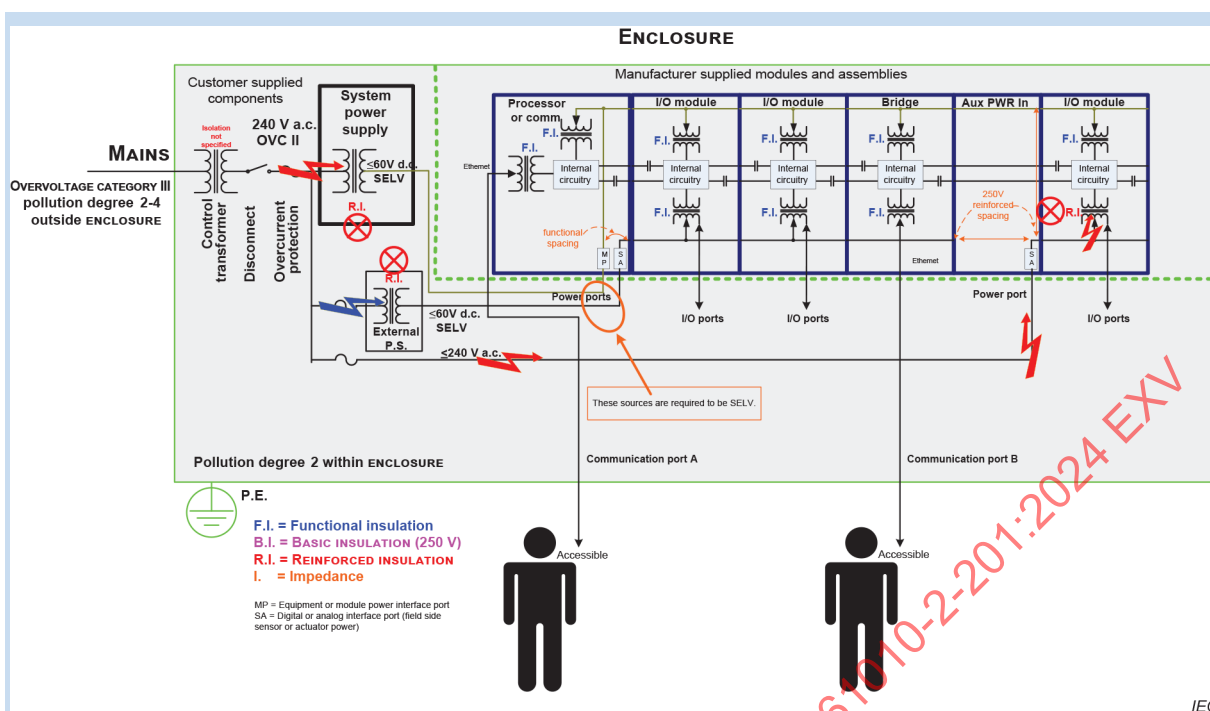 ENCLOSURE
Customer supplied
components
Manufacturer supplied modules and assemblies
Isolation
not
specified
240 V a.c.
OVC II
System
power
supply
≤60V d.c.
SELV
R.I.
MAINS
OVERVOLTAGE CATEGORY III
pollution degree 2-4
outside ENCLOSURE
Control
transformer
Disconnect
Overcurrent
protection
Processor
or comm
F.I.
F.I.
Ethernet
Internal
circuitry
functional
spacing
M
P
S
A
I/O module
F.I.
Internal
circuitry
F.I.
I/O module
F.I.
Internal
circuitry
F.I.
Bridge
F.I.
Internal
circuitry
F.I.
Ethernet
Aux PWR In
250V
reinforced
spacing
S
A
I/O module
F.I.
Internal
circuitry
R.I
R.I.
External
P.S.
≤60V d.c.
SELV
≤240 V a.c.
Power ports
I/O ports
I/O ports
Power port
I/O ports
These sources are required to be SELV.
Pollution degree 2 within ENCLOSURE
Communication port A
Communication port B
P.E.
F.I. = Functional insulation
B.I. = BASIC INSULATION (250 V)
R.I. = REINFORCED INSULATION
I. = Impedance
MP = Equipment or module power interface port
SA = Digital or analog interface port (field side
sensor or actuator power)
Accessible
Accessible
61010-2-201:2024 EXV
IEC